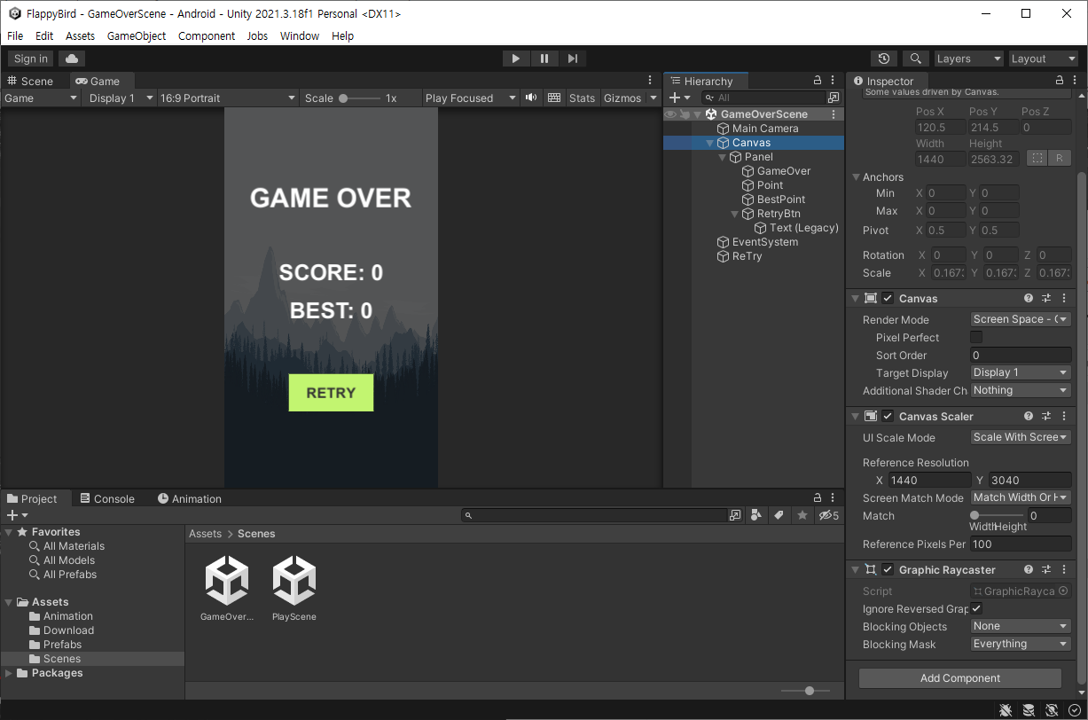 FlappyBird - GameOverScene - Android - Unity 2021.3.18f1 Personal <DX11>
File Edit Assets GameObject Component Jobs Window Help
Sign in Layers Layout
Scene Game
Game Display 1 16:9 Portrait Scale 1x Play Focused Stats Gizmos
GAME OVER
SCORE: 0
BEST: 0
RETRY
Hierarchy
All
GameOverScene
Main Camera
Canvas
Panel
GameOver
Point
BestPoint
RetryBtn
Text (Legacy)
EventSystem
ReTry
Inspector
Some values driven by Canvas.
Pos X Pos Y Pos Z
120.5 214.5 0
Width Height
1440 2563.32 R
Anchors
Min X 0 Y 0
Max X 0 Y 0
Pivot X 0.5 Y 0.5
Rotation X 0 Y 0 Z 0
Scale X 0.167 Y 0.167 Z 0.167
Canvas
Render Mode Screen Space - 
Pixel Perfect
Sort Order 0
Target Display Display 1
Additional Shader Ch Nothing
Canvas Scaler
UI Scale Mode Scale With Scree
Reference Resolution
X 1440 Y 3040
Screen Match Mode Match Width Or H
Match 0
Width Height
Reference Pixels Per 100
Graphic Raycaster
Script GraphicRayca
Ignore Reversed Grap
Blocking Objects None
Blocking Mask Everything
Add Component
Project Console Animation
5
Favorites
All Materials
All Models
All Prefabs
Assets
Animation
Download
Prefabs
Scenes
Packages
Assets > Scenes
GameOver... PlayScene